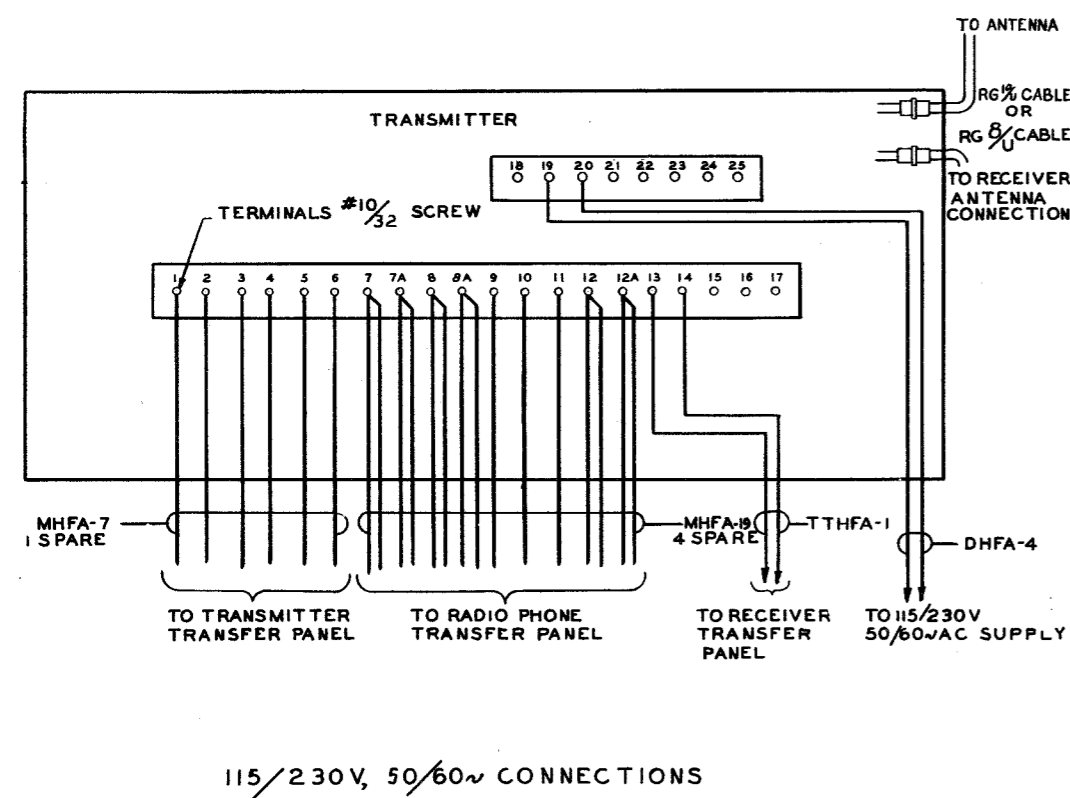 TO ANTENNA
RG 10/U CABLE
OR
RG 8/U CABLE
TRANSMITTER
18 19 20 21 22 23 24 25
TO RECEIVER
ANTENNA
CONNECTION
TERMINALS #10/32 SCREW
1 2 3 4 5 6 7 7A 8 8A 9 10 11 12 12A 13 14 15 16 17
MHFA-7
1 SPARE
MHFA-19
4 SPARE
TTHFA-1
DHFA-4
TO TRANSMITTER
TRANSFER PANEL
TO RADIO PHONE
TRANSFER PANEL
TO RECEIVER
TRANSFER
PANEL
TO 115/230V
50/60~AC SUPPLY
115/230V, 50/60~ CONNECTIONS